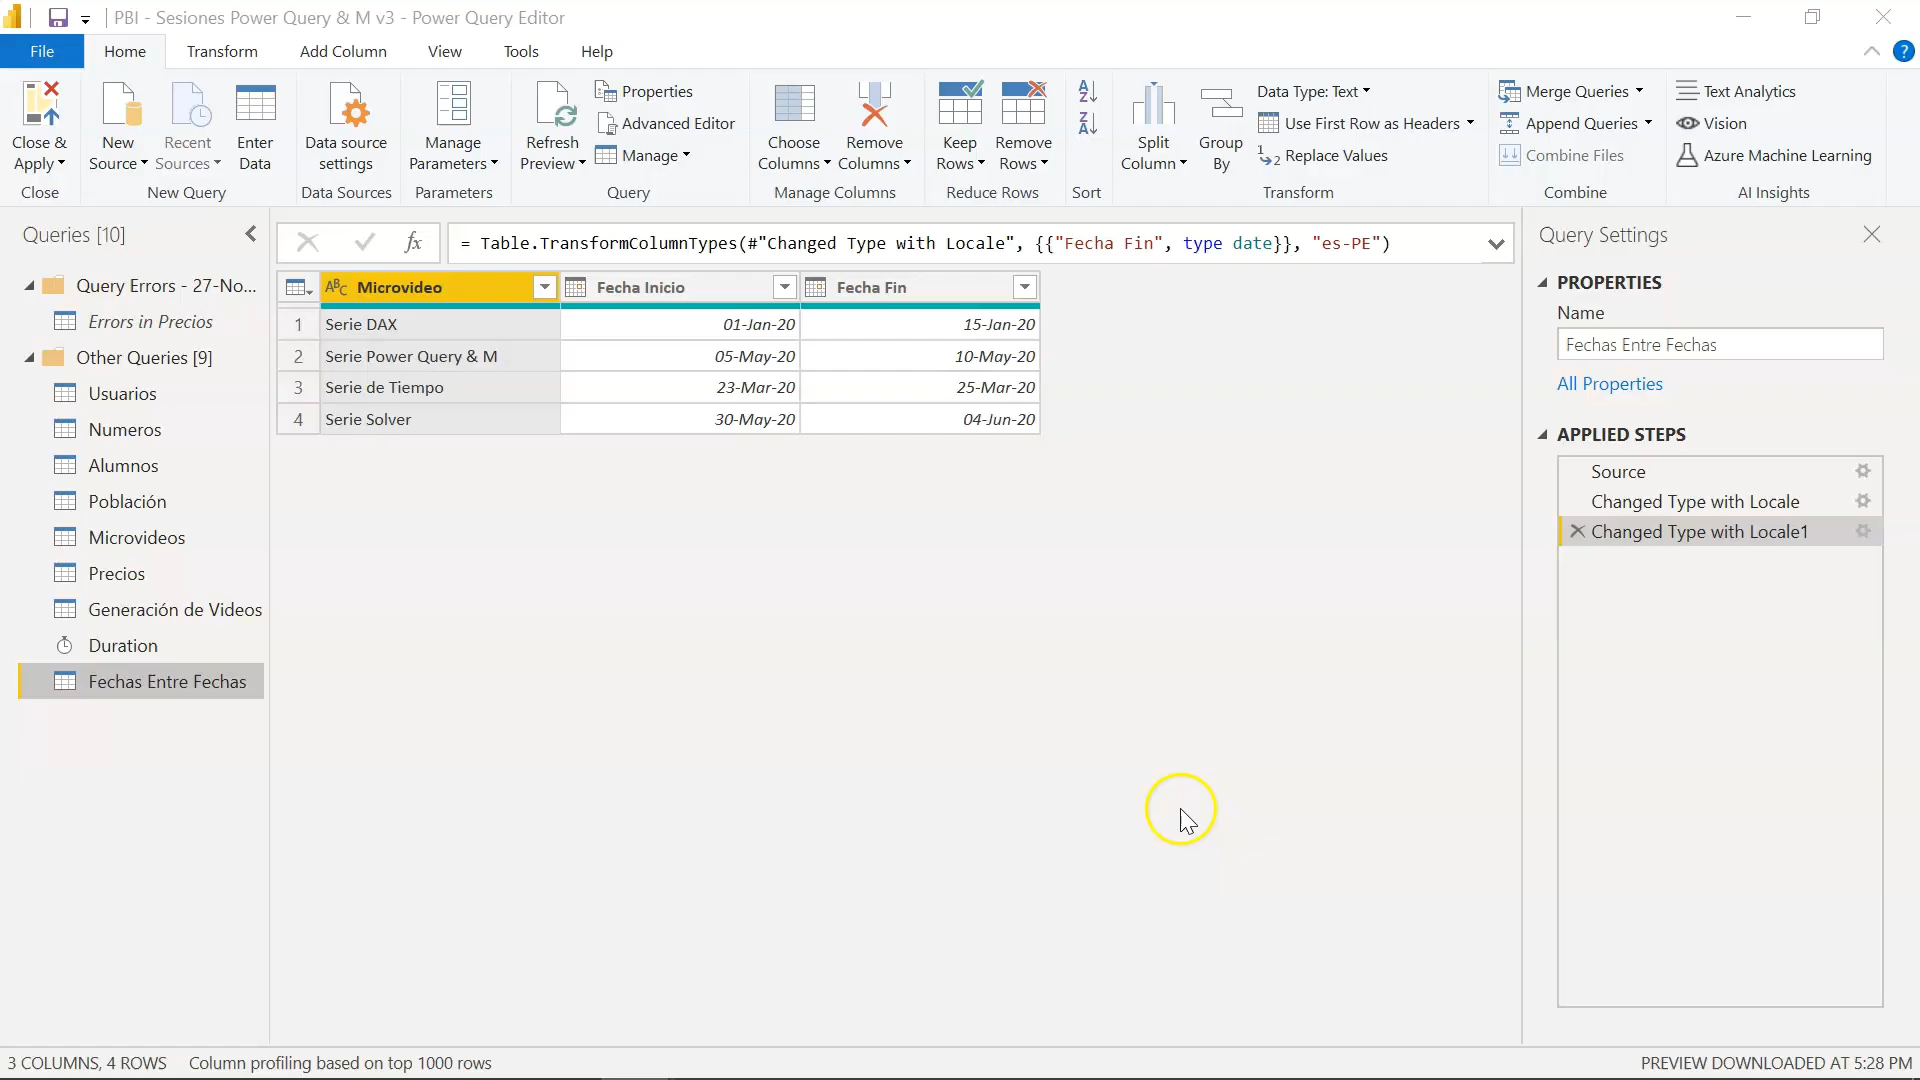 PBI - Sesiones Power Query & M v3 - Power Query Editor
File Home Transform Add Column View Tools Help
Close & Apply
Close
New Source
Recent Sources
Enter Data
New Query
Data source settings
Data Sources
Manage Parameters
Parameters
Refresh Preview
Properties
Advanced Editor
Manage
Query
Choose Columns
Remove Columns
Manage Columns
Keep Rows
Remove Rows
Reduce Rows
Sort
Split Column
Group By
Data Type: Text
Use First Row as Headers
Replace Values
Transform
Merge Queries
Append Queries
Combine Files
Combine
Text Analytics
Vision
Azure Machine Learning
AI Insights
Queries [10]
Query Errors - 27-No...
Errors in Precios
Other Queries [9]
Usuarios
Numeros
Alumnos
Población
Microvideos
Precios
Generación de Videos
Duration
Fechas Entre Fechas
fx = Table.TransformColumnTypes(#"Changed Type with Locale", {{"Fecha Fin", type date}}, "es-PE")
ABC Microvideo Fecha Inicio Fecha Fin
1 Serie DAX 01-Jan-20 15-Jan-20
2 Serie Power Query & M 05-May-20 10-May-20
3 Serie de Tiempo 23-Mar-20 25-Mar-20
4 Serie Solver 30-May-20 04-Jun-20
Query Settings
PROPERTIES
Name
Fechas Entre Fechas
All Properties
APPLIED STEPS
Source
Changed Type with Locale
Changed Type with Locale1
3 COLUMNS, 4 ROWS Column profiling based on top 1000 rows
PREVIEW DOWNLOADED AT 5:28 PM